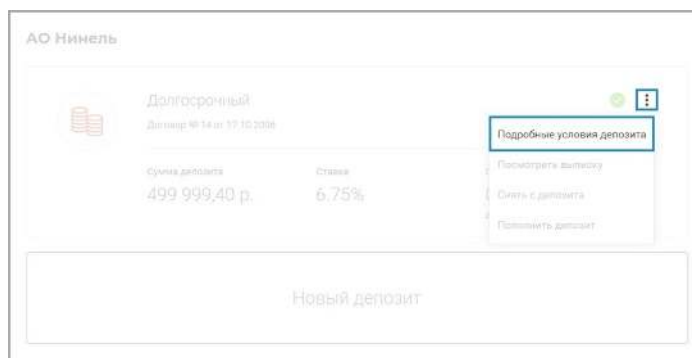 АО Нинель
Долгосрочный
Договор № 14 от 17.10.2006
Подробные условия депозита
Сумма депозита
Ставка
Посмотреть выписку
499 999,40 р.
6.75%
Снять с депозита
Пополнить депозит
Новый депозит